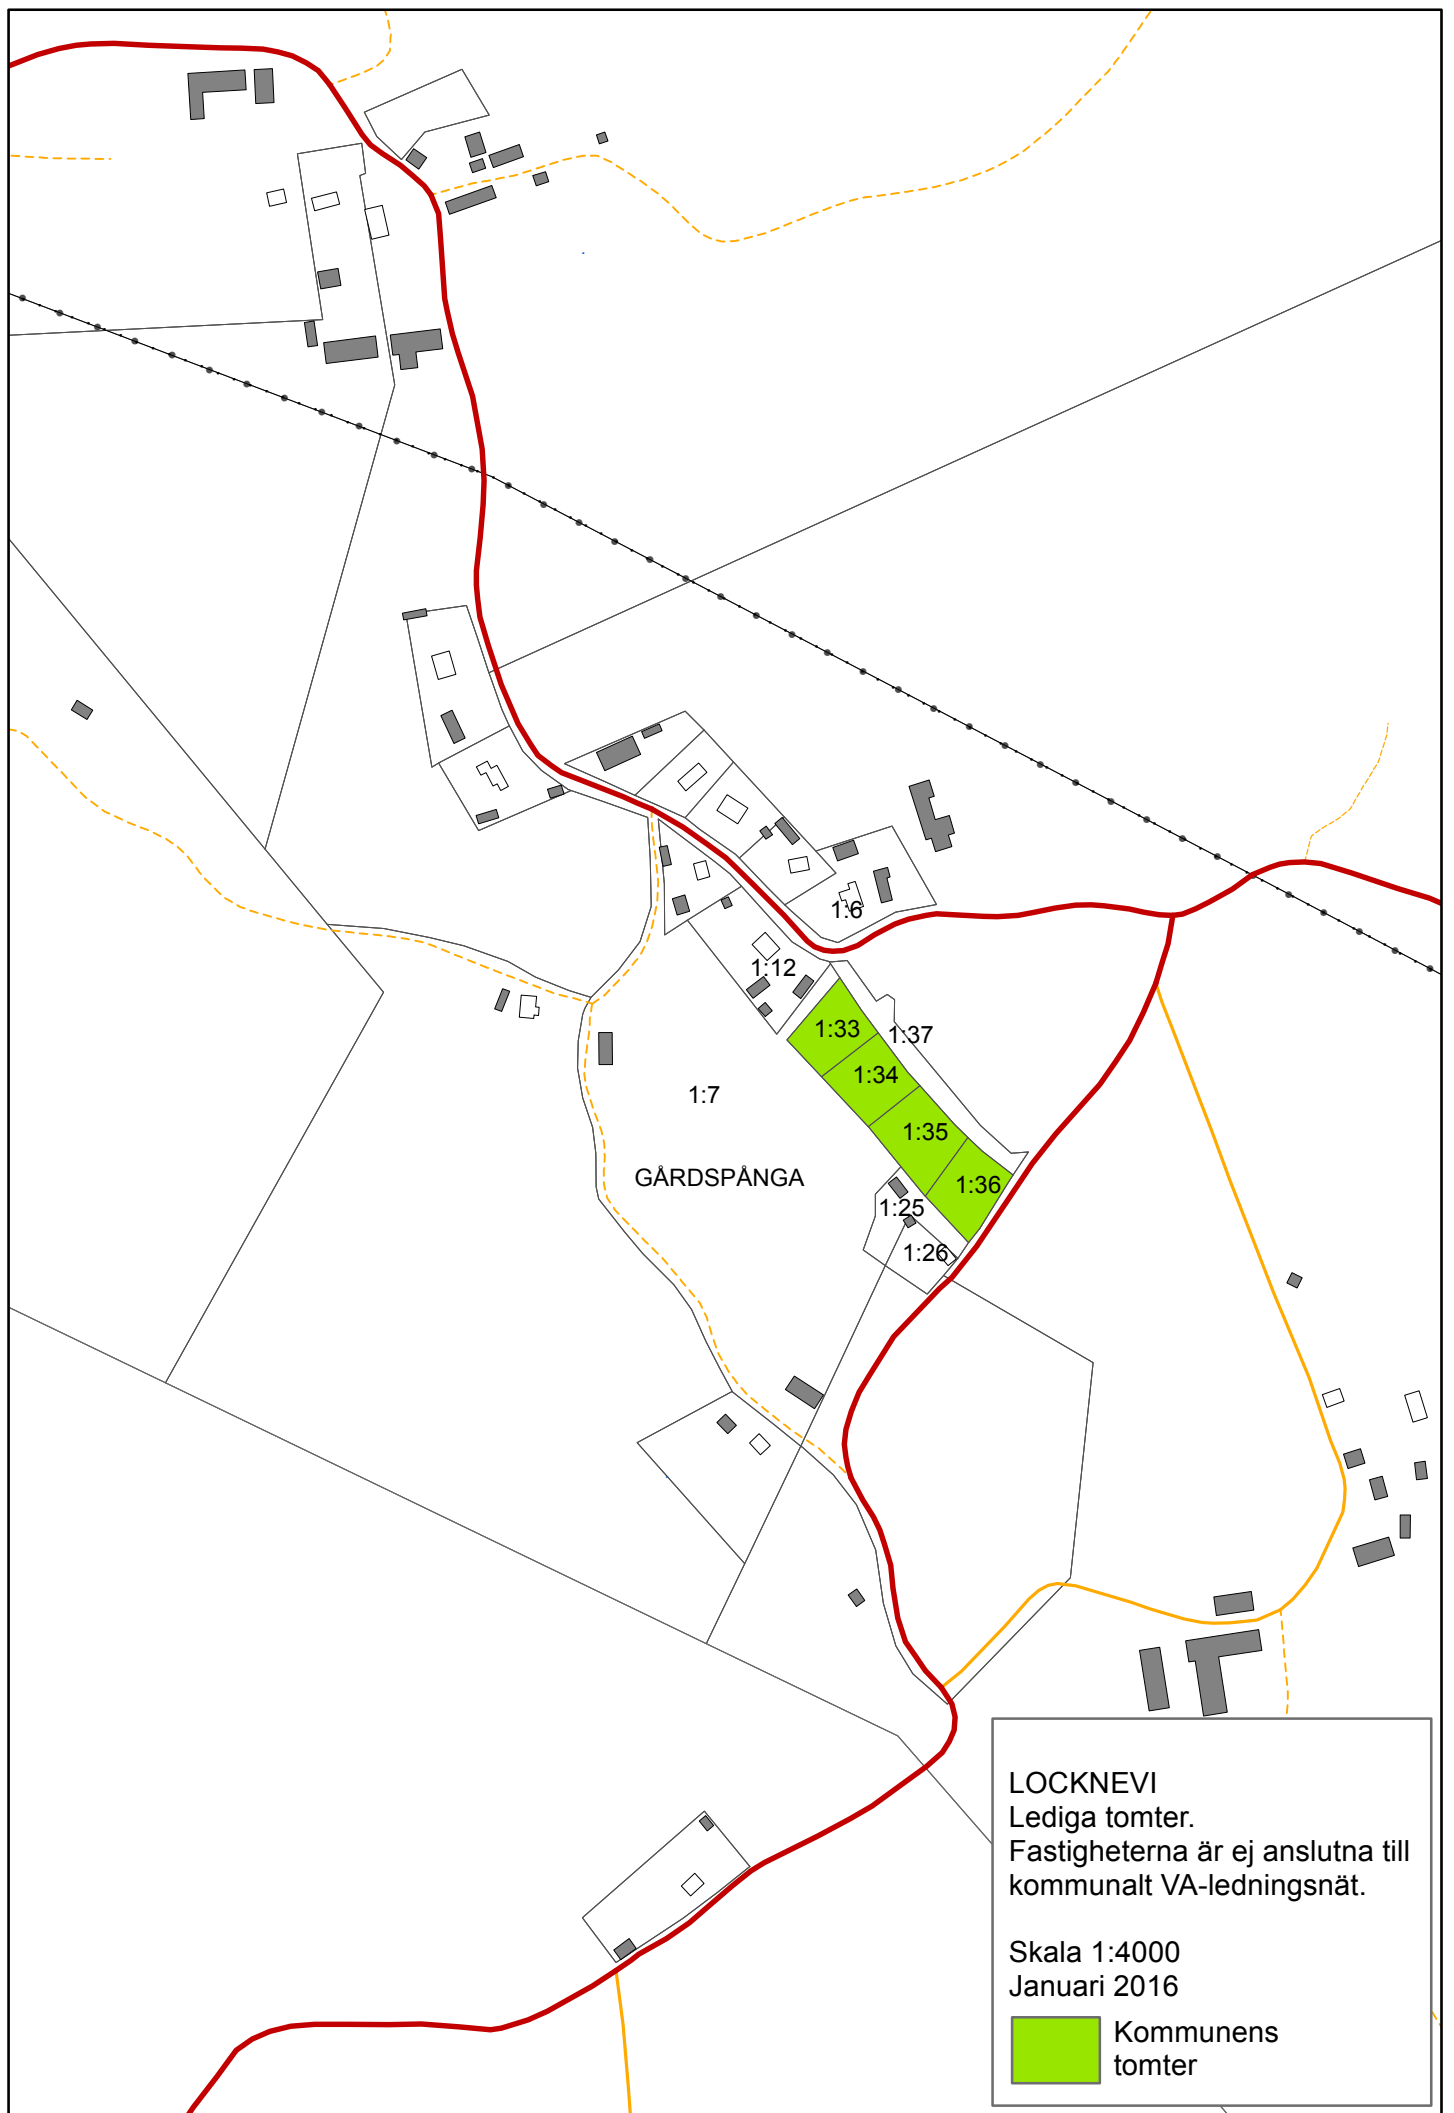 1:6
1:12
1:33
1:37
1:34
1:7
1:35
GÅRDSPÅNGA
1:36
1:25
1:26
LOCKNEVI
Lediga tomter.
Fastigheterna är ej anslutna till
kommunalt VA-ledningsnät.
Skala 1:4000
Januari 2016
Kommunens
tomter